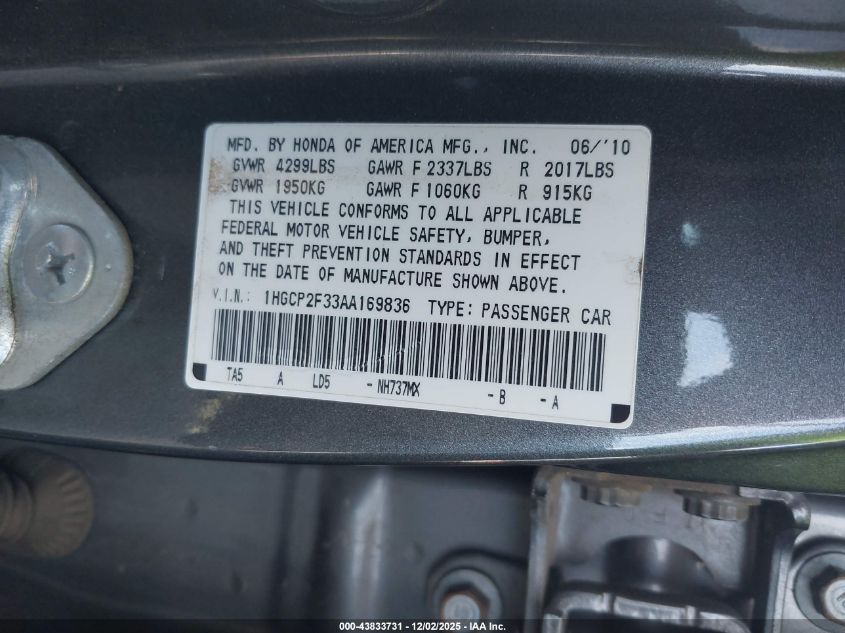 MFD. BY HONDA OF AMERICA MFG., INC. 06/'10
GVWR 4299LBS GAWR F 2337LBS R 2017LBS
GVWR 1950KG GAWR F 1060KG R 915KG
THIS VEHICLE CONFORMS TO ALL APPLICABLE
FEDERAL MOTOR VEHICLE SAFETY, BUMPER,
AND THEFT PREVENTION STANDARDS IN EFFECT
ON THE DATE OF MANUFACTURE SHOWN ABOVE.
V.I.N.: 1HGCP2F33AA169836 TYPE: PASSENGER CAR
TA5 A LD5 -NH737MX -B -A
000-43833731 - 12/02/2025 - IAA Inc.